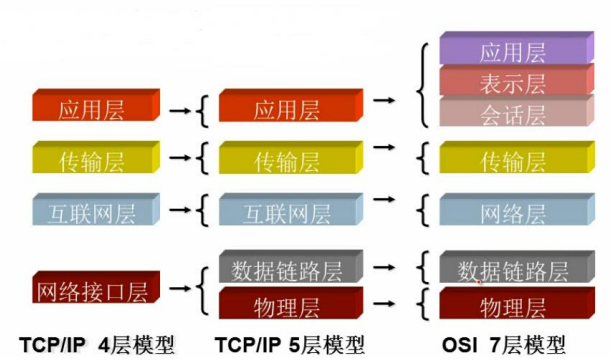 应用层
表示层
会话层
应用层 应用层
传输层 传输层 传输层
互联网层 互联网层 网络层
数据链路层 数据链路层
网络接口层
物理层 物理层
TCP/IP 4层模型 TCP/IP 5层模型 OSI 7层模型